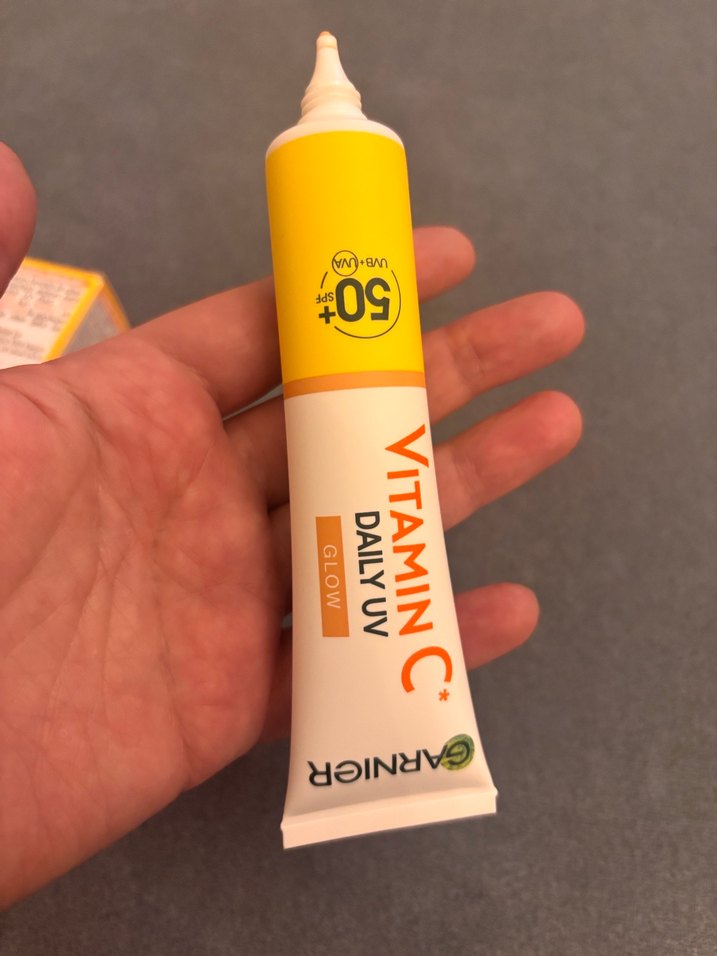 GARNIER
VITAMIN C*
DAILY UV
GLOW
50+
SPF
UVB+UVA